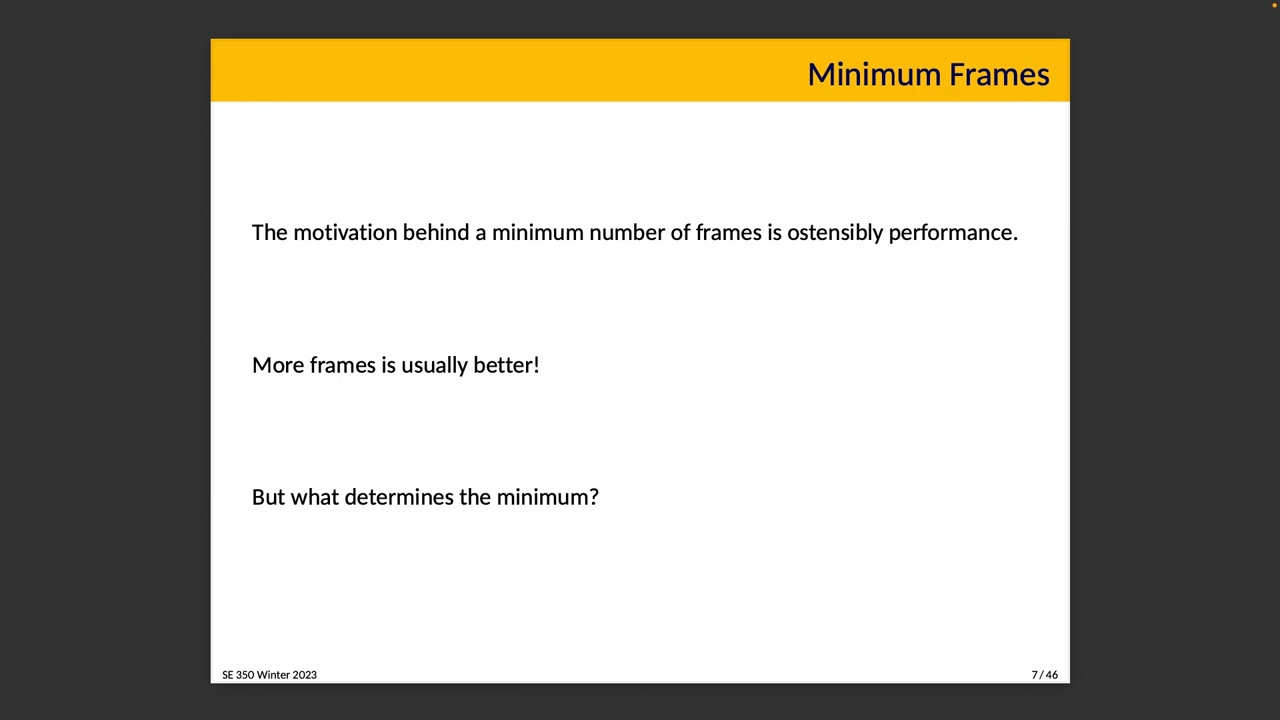 Minimum Frames
The motivation behind a minimum number of frames is ostensibly performance.
More frames is usually better!
But what determines the minimum?
SE 350 Winter 2023
7 / 46